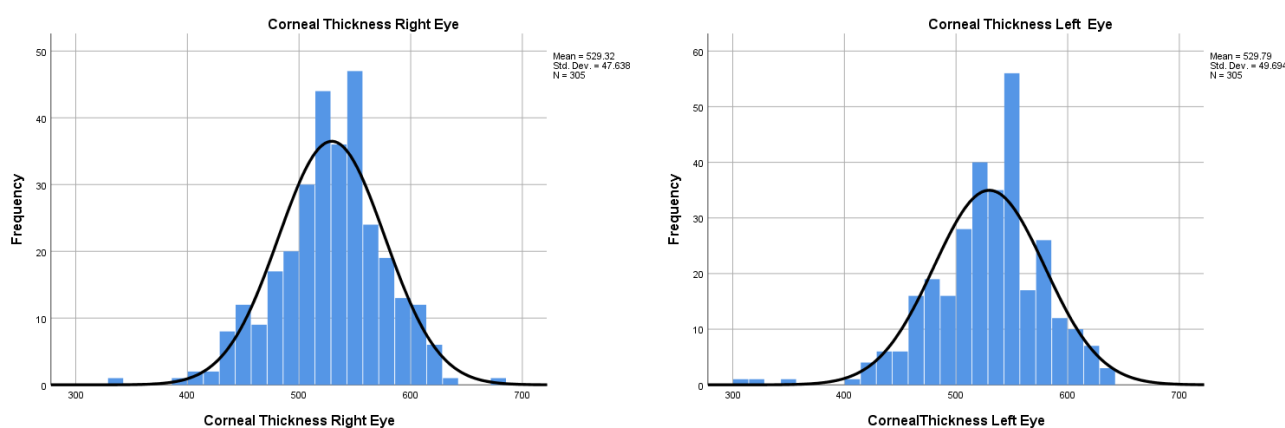 Corneal Thickness Right Eye
Mean = 529.32
Std. Dev. = 47.638
N = 305
50
40
30
20
10
0
Frequency
300 400 500 600 700
Corneal Thickness Right Eye
Corneal Thickness Left Eye
Mean = 529.79
Std. Dev. = 49.694
N = 305
60
50
40
30
20
10
0
Frequency
300 400 500 600 700
CornealThickness Left Eye